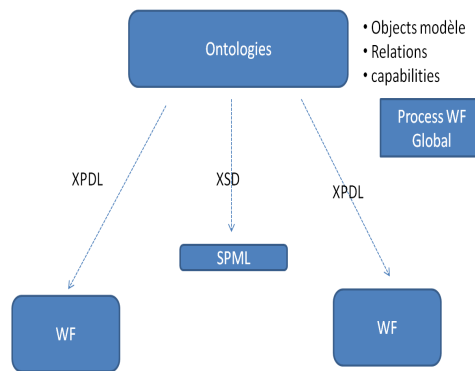 Ontologies
• Objects modèle
• Relations
• capabilities
Process WF
Global
XPDL
XSD
XPDL
SPML
WF
WF